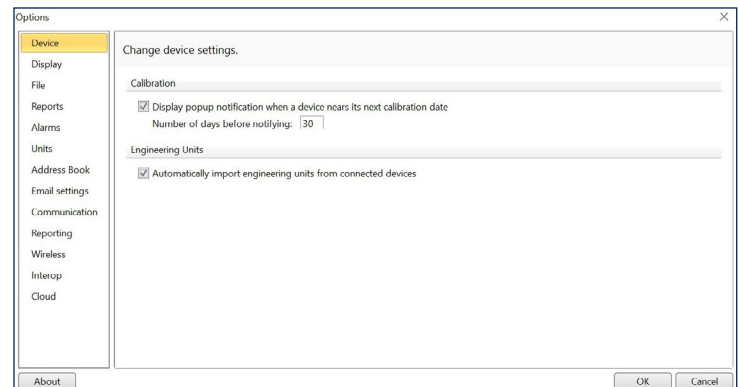 Options
Device
Display
File
Reports
Alarms
Units
Address Book
Email settings
Communication
Reporting
Wireless
Interop
Cloud
Change device settings.
Calibration
Display popup notification when a device nears its next calibration date
Number of days before notifying: 30
Engineering Units
Automatically import engineering units from connected devices
About
OK
Cancel